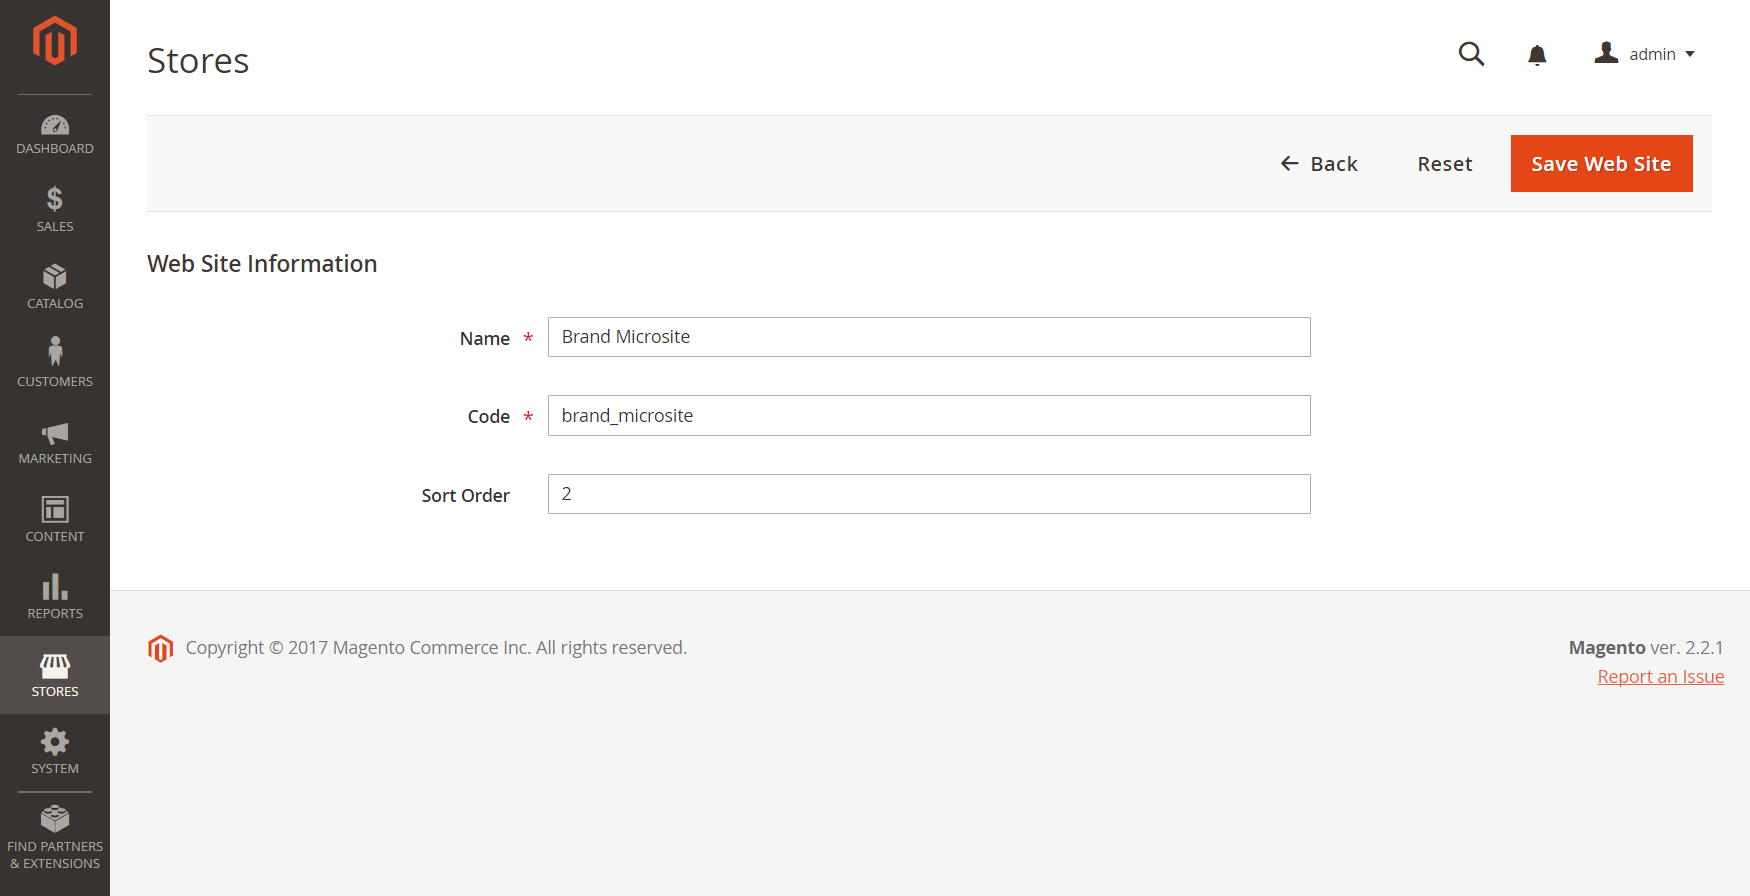 Stores
admin
DASHBOARD
SALES
CATALOG
CUSTOMERS
MARKETING
CONTENT
REPORTS
STORES
SYSTEM
FIND PARTNERS
& EXTENSIONS
Back
Reset
Save Web Site
Web Site Information
Name *
Brand Microsite
Code *
brand_microsite
Sort Order
2
Copyright © 2017 Magento Commerce Inc. All rights reserved.
Magento ver. 2.2.1
Report an Issue